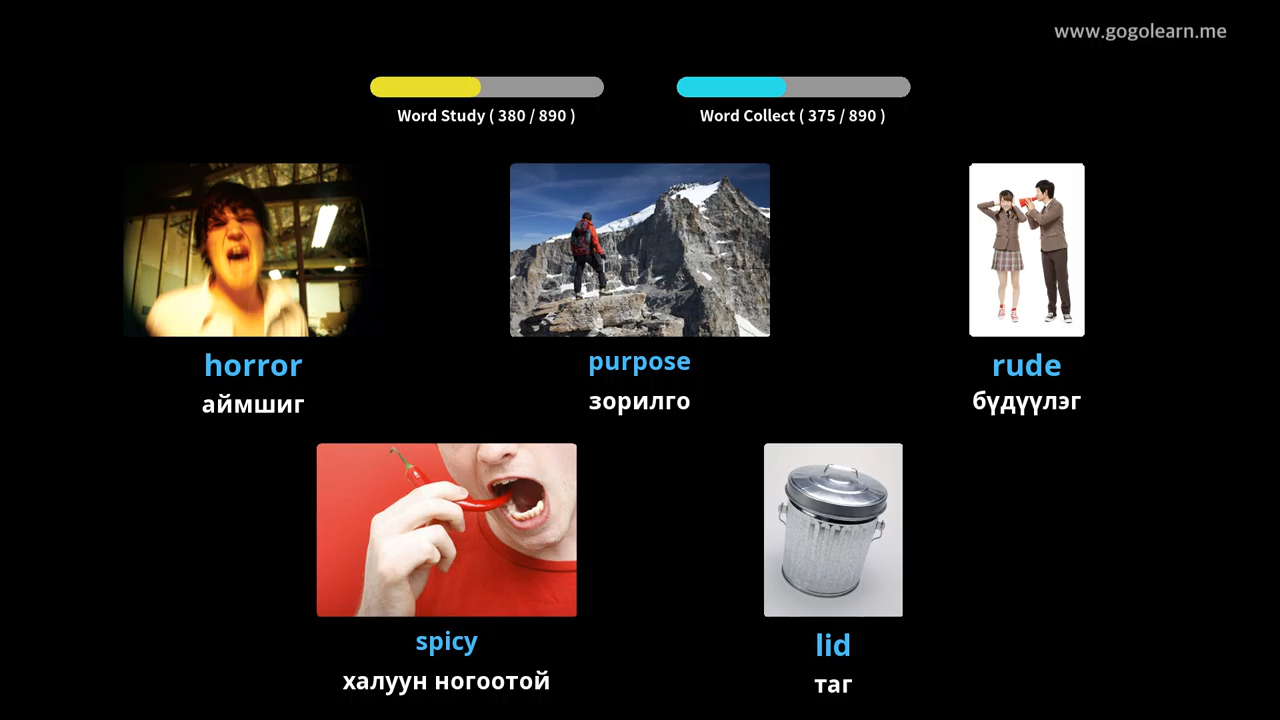 www.gogolearn.me
Word Study ( 380 / 890 )
Word Collect ( 375 / 890 )
horror
аймшиг
purpose
зорилго
rude
бүдүүлэг
spicy
халуун ногоотой
lid
таг